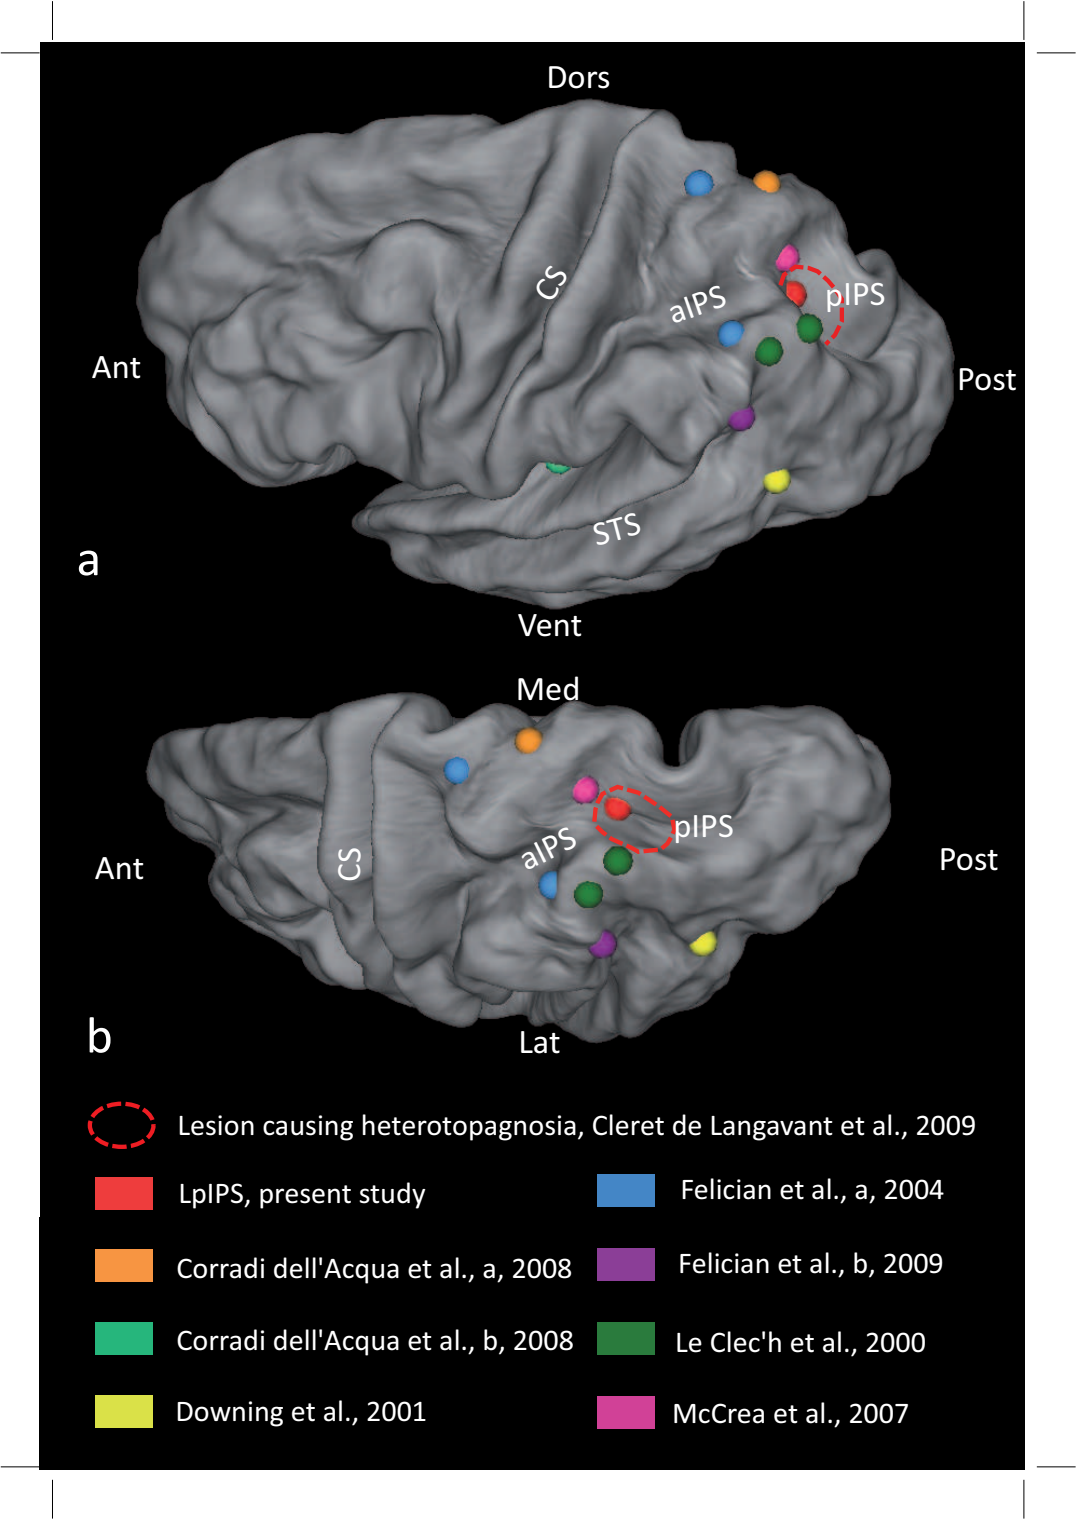 Dors
CS
aIPS
pIPS
Ant
Post
STS
a
Vent
Med
CS
aIPS
pIPS
Ant
Post
b
Lat
Lesion causing heterotopagnosia, Cleret de Langavant et al., 2009
LpIPS, present study
Felician et al., a, 2004
Corradi dell'Acqua et al., a, 2008
Felician et al., b, 2009
Corradi dell'Acqua et al., b, 2008
Le Clec'h et al., 2000
Downing et al., 2001
McCrea et al., 2007